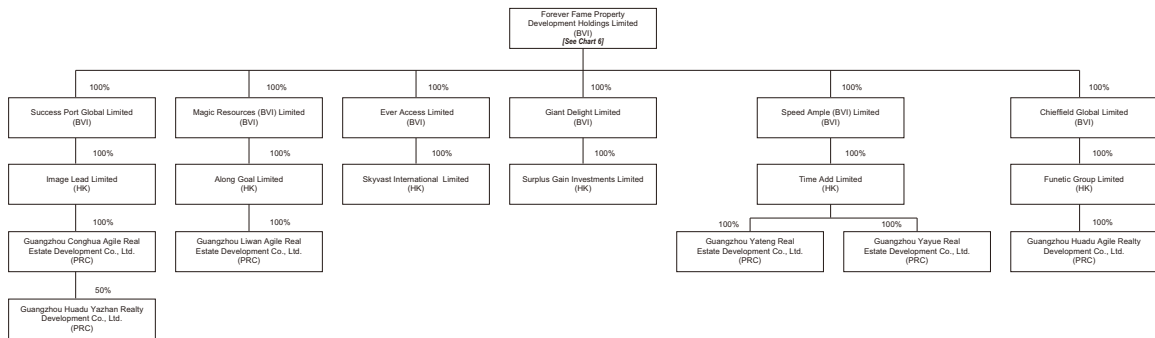 Forever Fame Property
Development Holdings Limited
(BVI)
[See Chart 6]
100%
100%
100%
100%
100%
100%
Success Port Global Limited
(BVI)
Magic Resources (BVI) Limited
(BVI)
Ever Access Limited
(BVI)
Giant Delight Limited
(BVI)
Speed Ample (BVI) Limited
(BVI)
Chieffield Global Limited
(BVI)
100%
100%
100%
100%
100%
100%
Image Lead Limited
(HK)
Along Goal Limited
(HK)
Skyvast International Limited
(HK)
Surplus Gain Investments Limited
(HK)
Time Add Limited
(HK)
Funetic Group Limited
(HK)
100%
100%
100%
100%
100%
Guangzhou Conghua Agile Real
Estate Development Co., Ltd.
(PRC)
Guangzhou Liwan Agile Real
Estate Development Co., Ltd.
(PRC)
Guangzhou Yateng Real
Estate Development Co., Ltd.
(PRC)
Guangzhou Yayue Real
Estate Development Co., Ltd.
(PRC)
Guangzhou Huadu Agile Realty
Development Co., Ltd.
(PRC)
50%
Guangzhou Huadu Yazhan Realty
Development Co., Ltd.
(PRC)